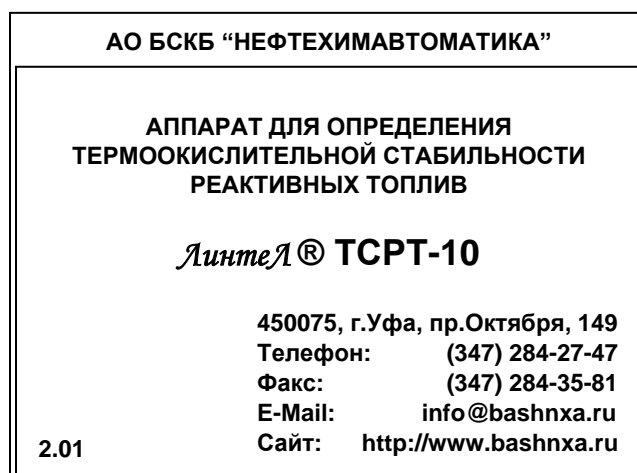 АО БСКБ “НЕФТЕХИМАВТОМАТИКА”
АППАРАТ ДЛЯ ОПРЕДЕЛЕНИЯ
ТЕРМООКИСЛИТЕЛЬНОЙ СТАБИЛЬНОСТИ
РЕАКТИВНЫХ ТОПЛИВ
ЛинтеЛ® ТСРТ-10
450075, г.Уфа, пр.Октября, 149
Телефон: (347) 284-27-47
Факс: (347) 284-35-81
E-Mail: info@bashnxa.ru
Сайт: http://www.bashnxa.ru
2.01